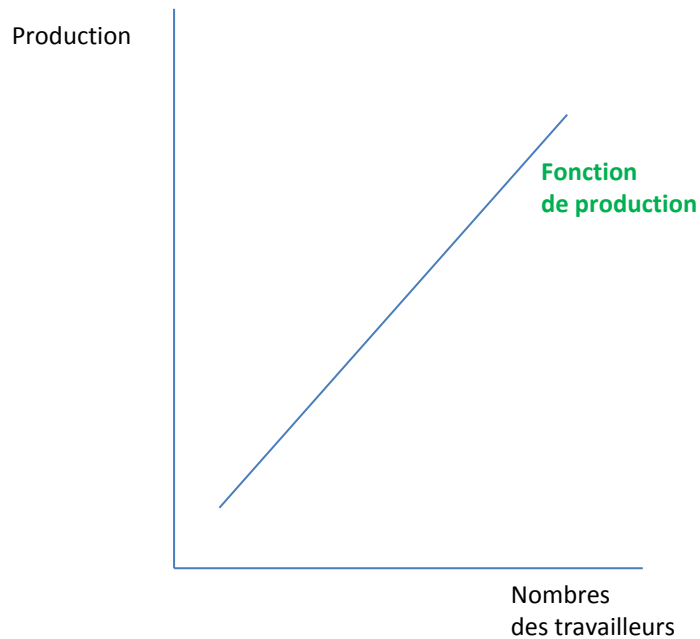 Production
Fonction
de production
Nombres
des travailleurs